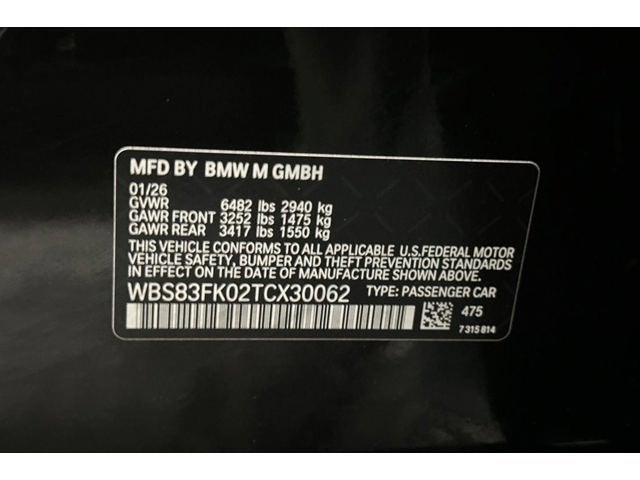 MFD BY BMW M GMBH
01/26
GVWR 6482 lbs 2940 kg
GAWR FRONT 3252 lbs 1475 kg
GAWR REAR 3417 lbs 1550 kg
THIS VEHICLE CONFORMS TO ALL APPLICABLE U.S.FEDERAL MOTOR
VEHICLE SAFETY, BUMPER AND THEFT PREVENTION
STANDARDS IN EFFECT ON THE DATE OF MANUFACTURE SHOWN ABOVE.
WBS83FK02TCX30062 TYPE: PASSENGER CAR
475
7315814